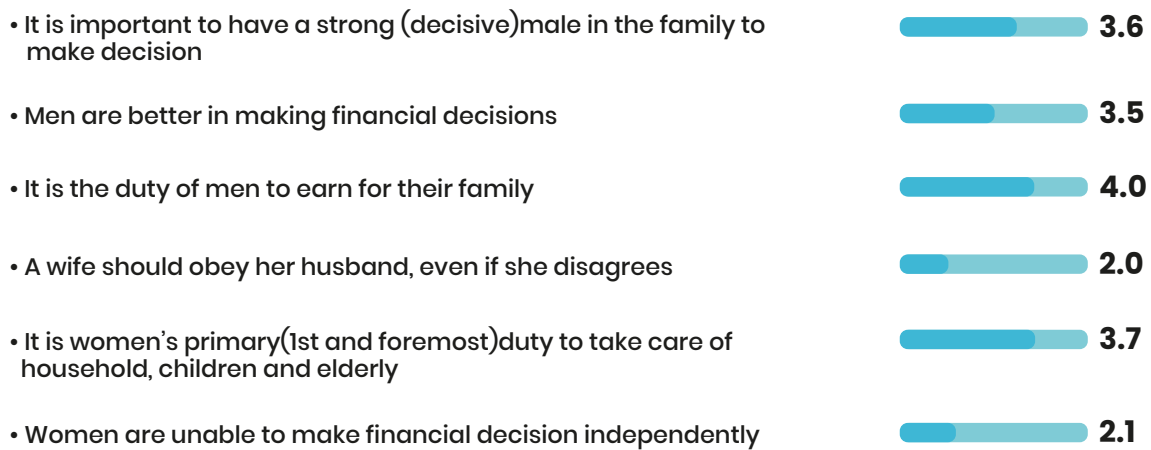 • It is important to have a strong (decisive)male in the family to
make decision
3.6
• Men are better in making financial decisions
3.5
• It is the duty of men to earn for their family
4.0
• A wife should obey her husband, even if she disagrees
2.0
• It is women's primary(1st and foremost)duty to take care of
household, children and elderly
3.7
• Women are unable to make financial decision independently
2.1